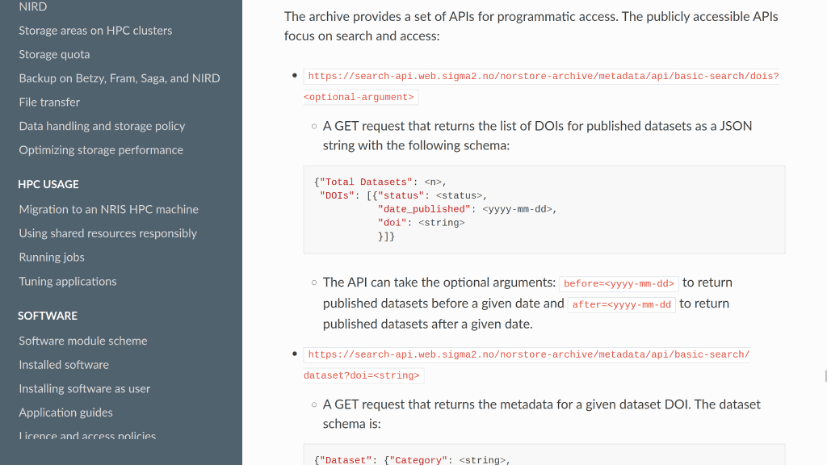 NIRD
Storage areas on HPC clusters
Storage quota
Backup on Betzy, Fram, Saga, and NIRD
File transfer
Data handling and storage policy
Optimizing storage performance
HPC USAGE
Migration to an NRIS HPC machine
Using shared resources responsibly
Running jobs
Tuning applications
SOFTWARE
Software module scheme
Installed software
Installing software as user
Application guides
Licence and access policies
The archive provides a set of APIs for programmatic access. The publicly accessible APIs
focus on search and access:
https://search-api.web.sigma2.no/norstore-archive/metadata/api/basic-search/dois?
<optional-argument>
A GET request that returns the list of DOIs for published datasets as a JSON
string with the following schema:
{"Total Datasets": <n>,
"DOIs": [{"status": <status>,
"date_published": <yyyy-mm-dd>,
"doi": <string>
}]}
The API can take the optional arguments: before=<yyyy-mm-dd> to return
published datasets before a given date and after=<yyyy-mm-dd to return
published datasets after a given date.
https://search-api.web.sigma2.no/norstore-archive/metadata/api/basic-search/
dataset?doi=<string>
A GET request that returns the metadata for a given dataset DOI. The dataset
schema is:
{"Dataset": {"Category": <string>,